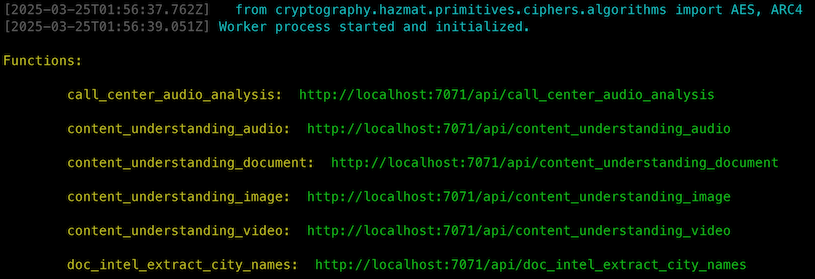 [2025-03-25T01:56:37.762Z]   from cryptography.hazmat.primitives.ciphers.algorithms import AES, ARC4
[2025-03-25T01:56:39.051Z] Worker process started and initialized.
Functions:
call_center_audio_analysis:  http://localhost:7071/api/call_center_audio_analysis
content_understanding_audio:  http://localhost:7071/api/content_understanding_audio
content_understanding_document:  http://localhost:7071/api/content_understanding_document
content_understanding_image:  http://localhost:7071/api/content_understanding_image
content_understanding_video:  http://localhost:7071/api/content_understanding_video
doc_intel_extract_city_names:  http://localhost:7071/api/doc_intel_extract_city_names